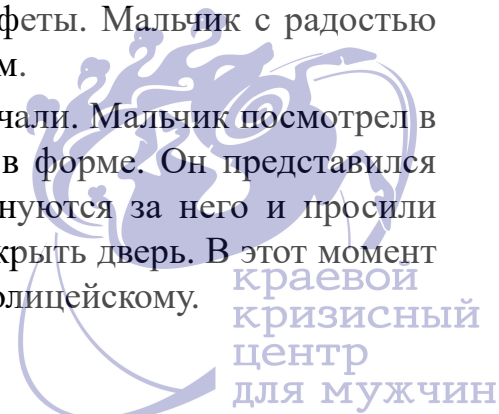 феты. Мальчик с радостью
м.
чали. Мальчик посмотрел в
в форме. Он представился
нуются за него и просили
крыть дверь. В этот момент
олицейскому.
краевой
кризисный
центр
для мужчин